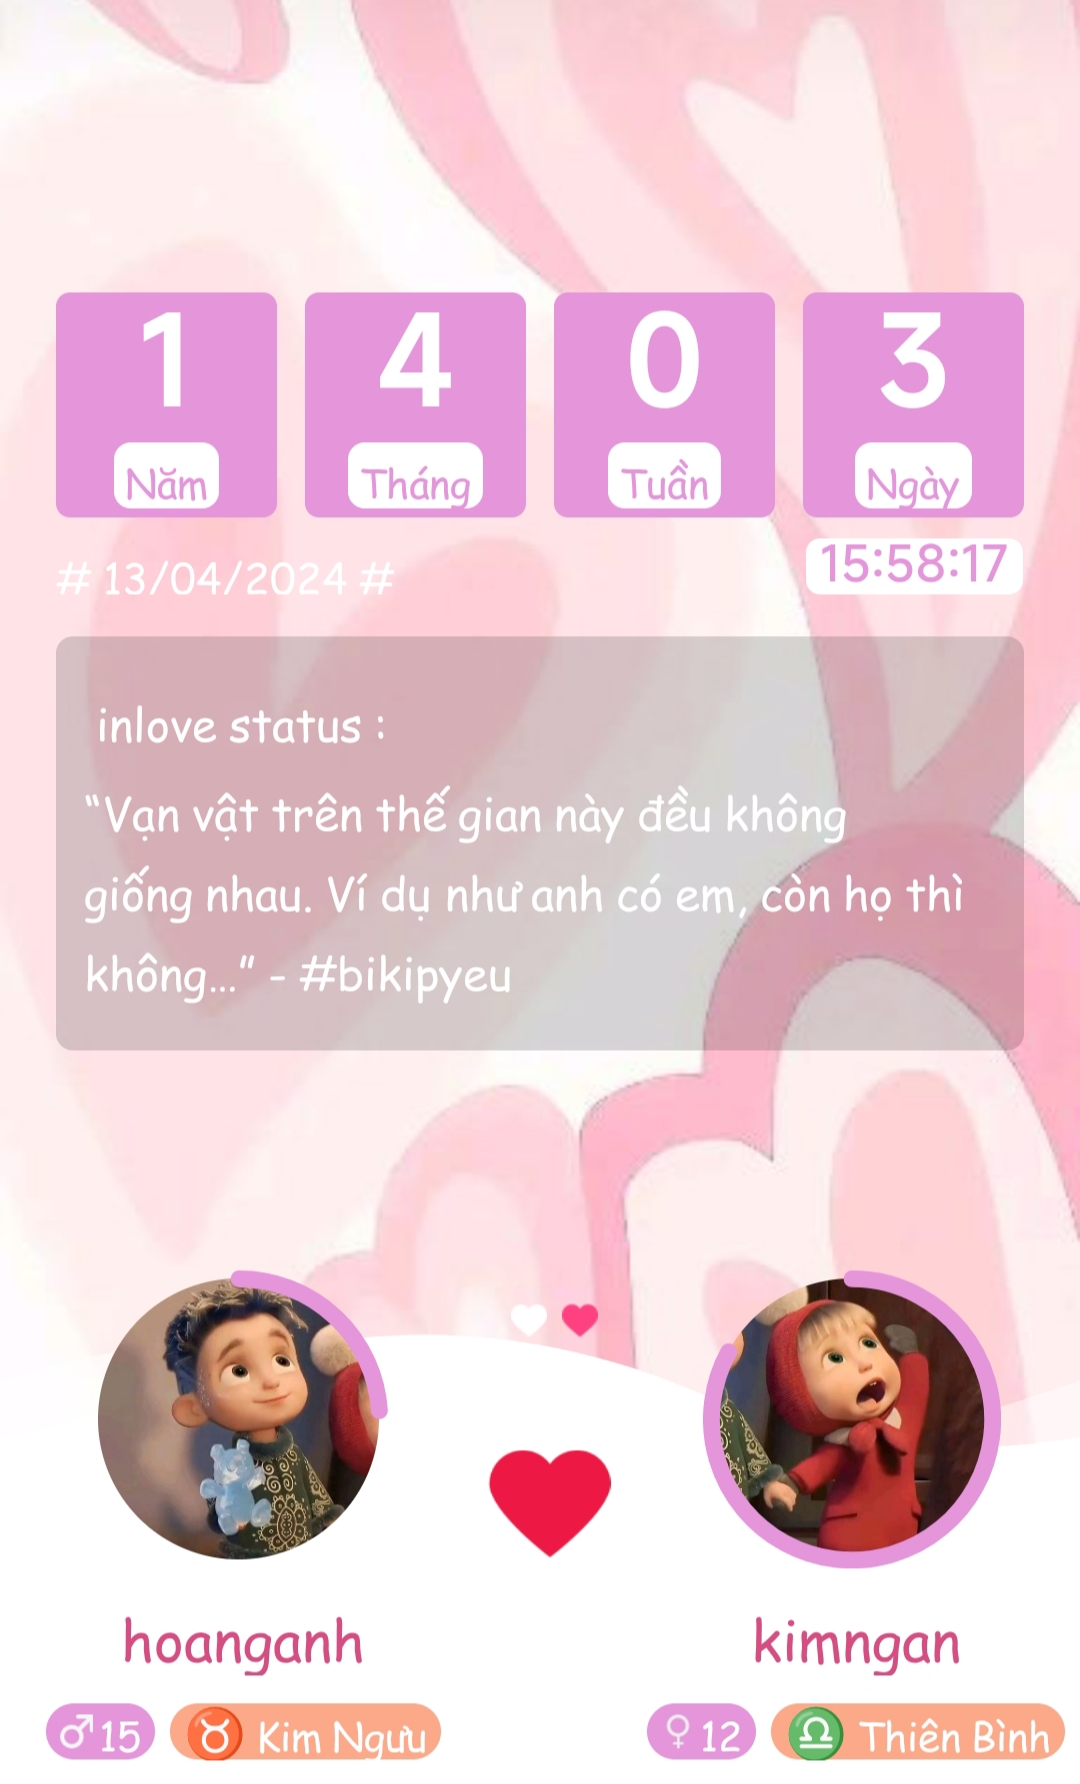 1 4 0 3
Năm Tháng Tuần Ngày
# 13/04/2024 # 15:58:17
inlove status :
“Vạn vật trên thế gian này đều không
giống nhau. Ví dụ như anh có em, còn họ thì
không...” - #bikipyeu
hoanganh kimngan
♂15 ♉ Kim Ngưu ♀12 ♎ Thiên Bình